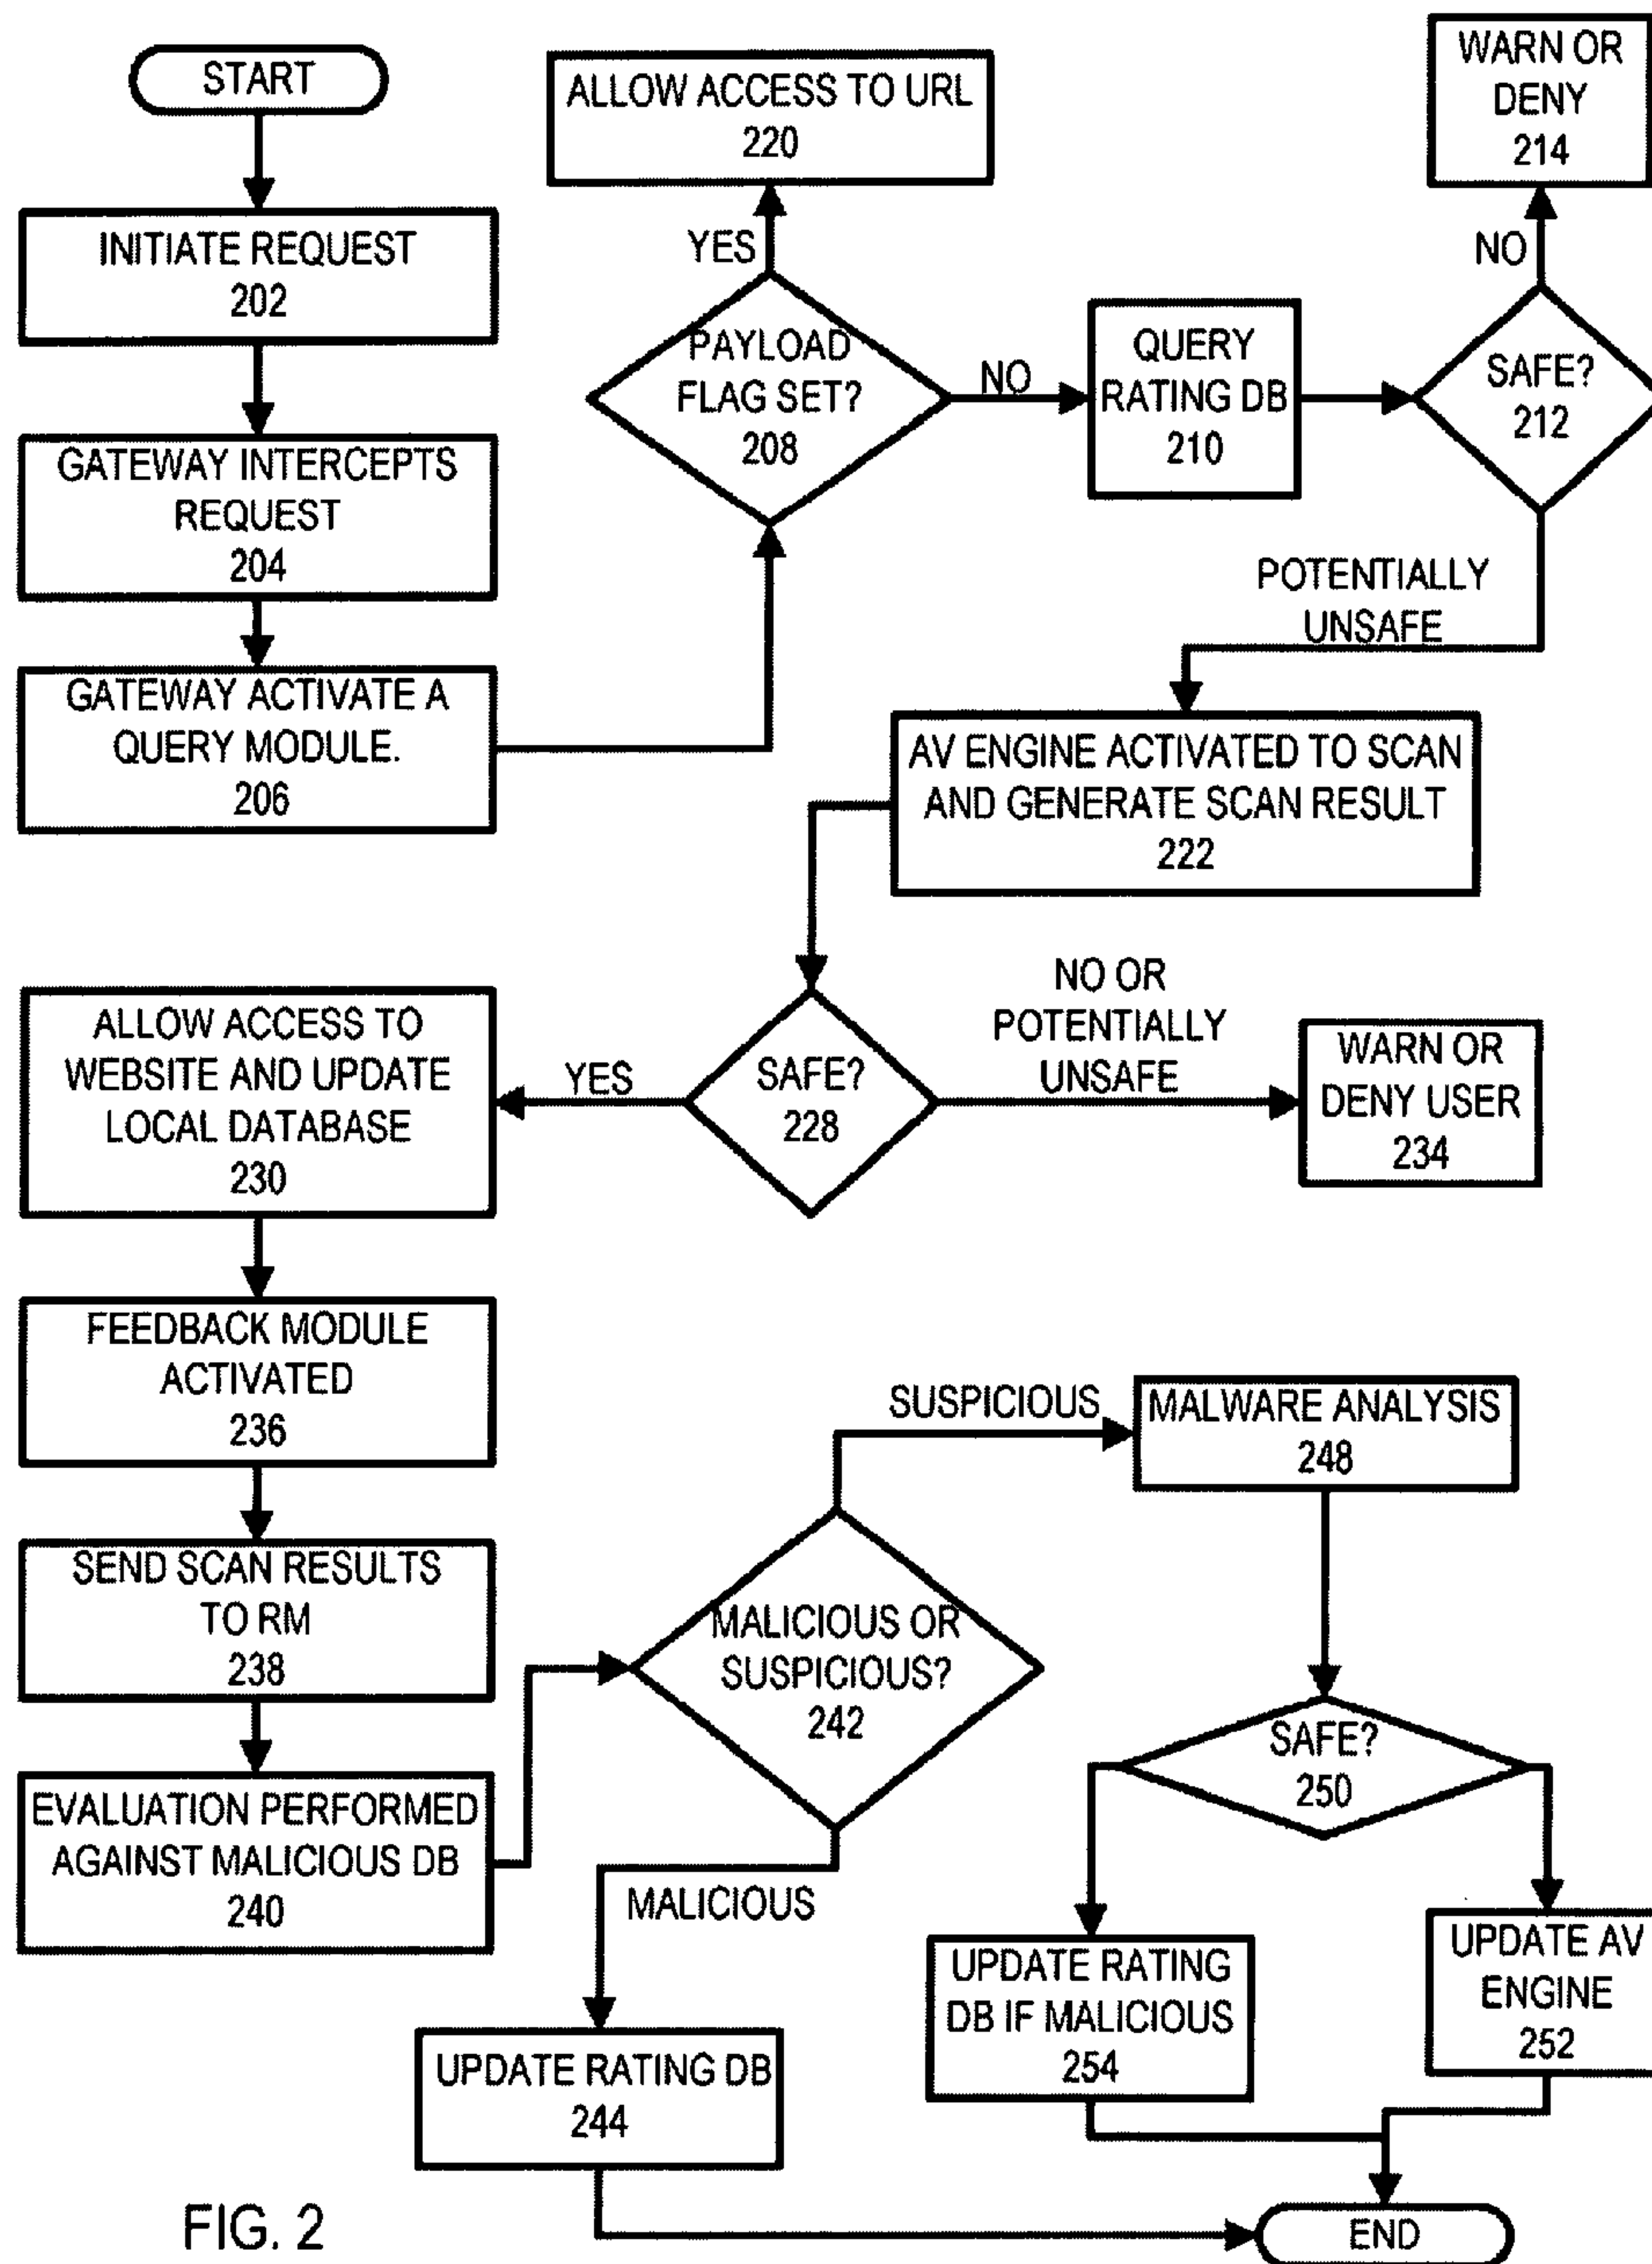 START
INITIATE REQUEST
202
GATEWAY INTERCEPTS
REQUEST
204
GATEWAY ACTIVATE A
QUERY MODULE.
206
ALLOW ACCESS TO URL
220
YES
PAYLOAD
FLAG SET?
208
NO
QUERY
RATING DB
210
WARN OR
DENY
214
NO
SAFE?
212
POTENTIALLY
UNSAFE
AV ENGINE ACTIVATED TO SCAN
AND GENERATE SCAN RESULT
222
SAFE?
228
NO OR
POTENTIALLY
UNSAFE
WARN OR
DENY USER
234
YES
ALLOW ACCESS TO
WEBSITE AND UPDATE
LOCAL DATABASE
230
FEEDBACK MODULE
ACTIVATED
236
SEND SCAN RESULTS
TO RM
238
EVALUATION PERFORMED
AGAINST MALICIOUS DB
240
MALICIOUS OR
SUSPICIOUS?
242
SUSPICIOUS
MALWARE ANALYSIS
248
SAFE?
250
MALICIOUS
UPDATE RATING DB
244
UPDATE RATING
DB IF MALICIOUS
254
UPDATE AV
ENGINE
252
END
FIG. 2